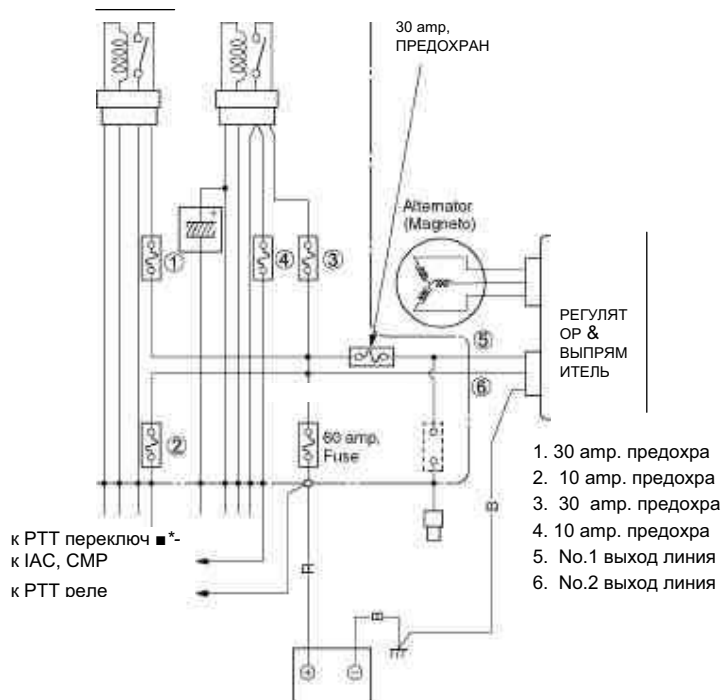 30 amp,
ПРЕДОХРАН
Alternator
(Magneto)
+
①
④
③
⑤
РЕГУЛЯТ
ОР &
ВЫПРЯМ
ИТЕЛЬ
⑥
②
60 amp,
Fuse
1. 30 amp. предохра
2. 10 amp. предохра
3. 30 amp. предохра
4. 10 amp. предохра
5. No.1 выход линия
6. No.2 выход линия
B
к РТТ переключ ■*-
к IAC, CMP
к РТТ реле
R
B
+ −